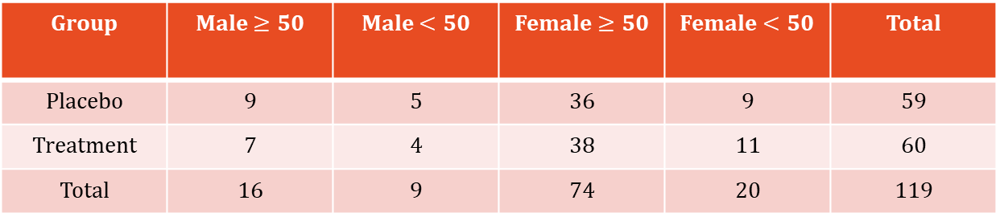 Group Male ≥ 50 Male < 50 Female ≥ 50 Female < 50 Total
Placebo 9 5 36 9 59
Treatment 7 4 38 11 60
Total 16 9 74 20 119